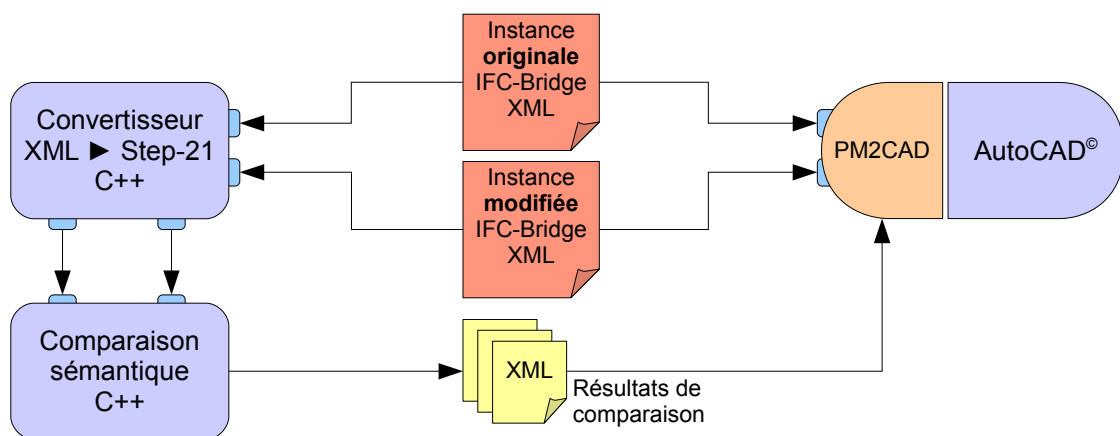 Instance
originale
IFC-Bridge
XML
Convertisseur
XML ► Step-21
C++
PM2CAD
AutoCAD©
Instance
modifiée
IFC-Bridge
XML
Comparaison
sémantique
C++
XML
Résultats de
comparaison